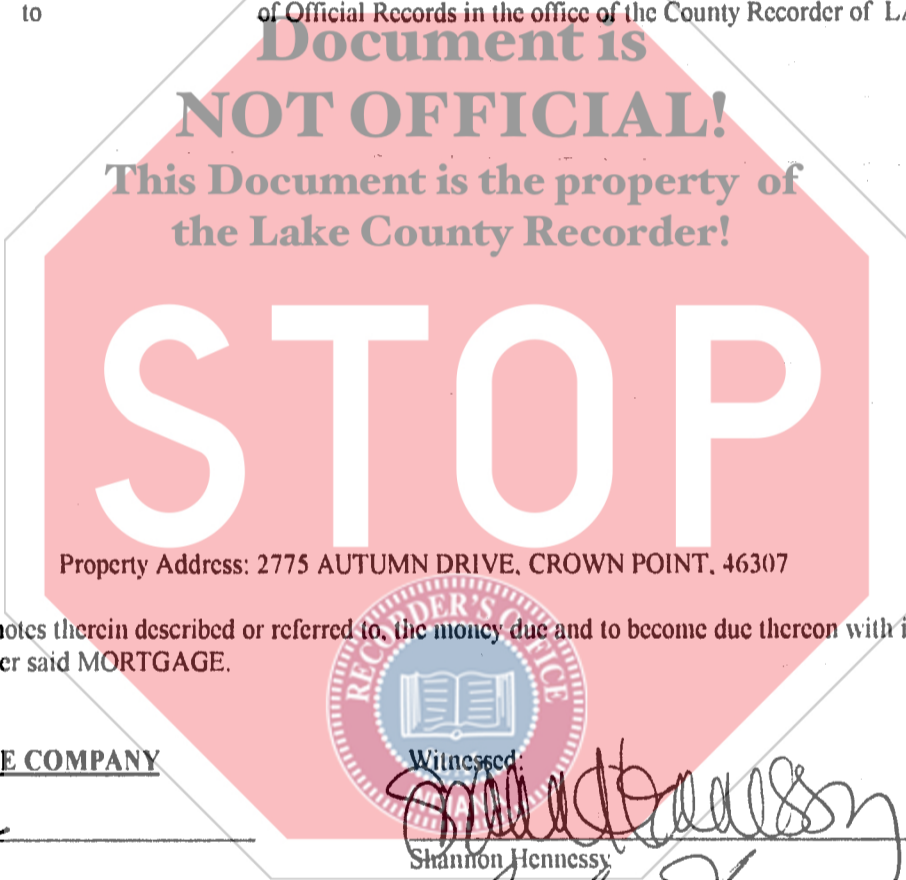 to of Official Records in the office of the County Recorder of LA
Document is
NOT OFFICIAL!
This Document is the property of
the Lake County Recorder!
STOP
Property Address: 2775 AUTUMN DRIVE, CROWN POINT, 46307
RECORDER'S OFFICE
notes therein described or referred to, the money due and to become due thereon with i
er said MORTGAGE.
E COMPANY
Witnessed:
Shannon Hennessy